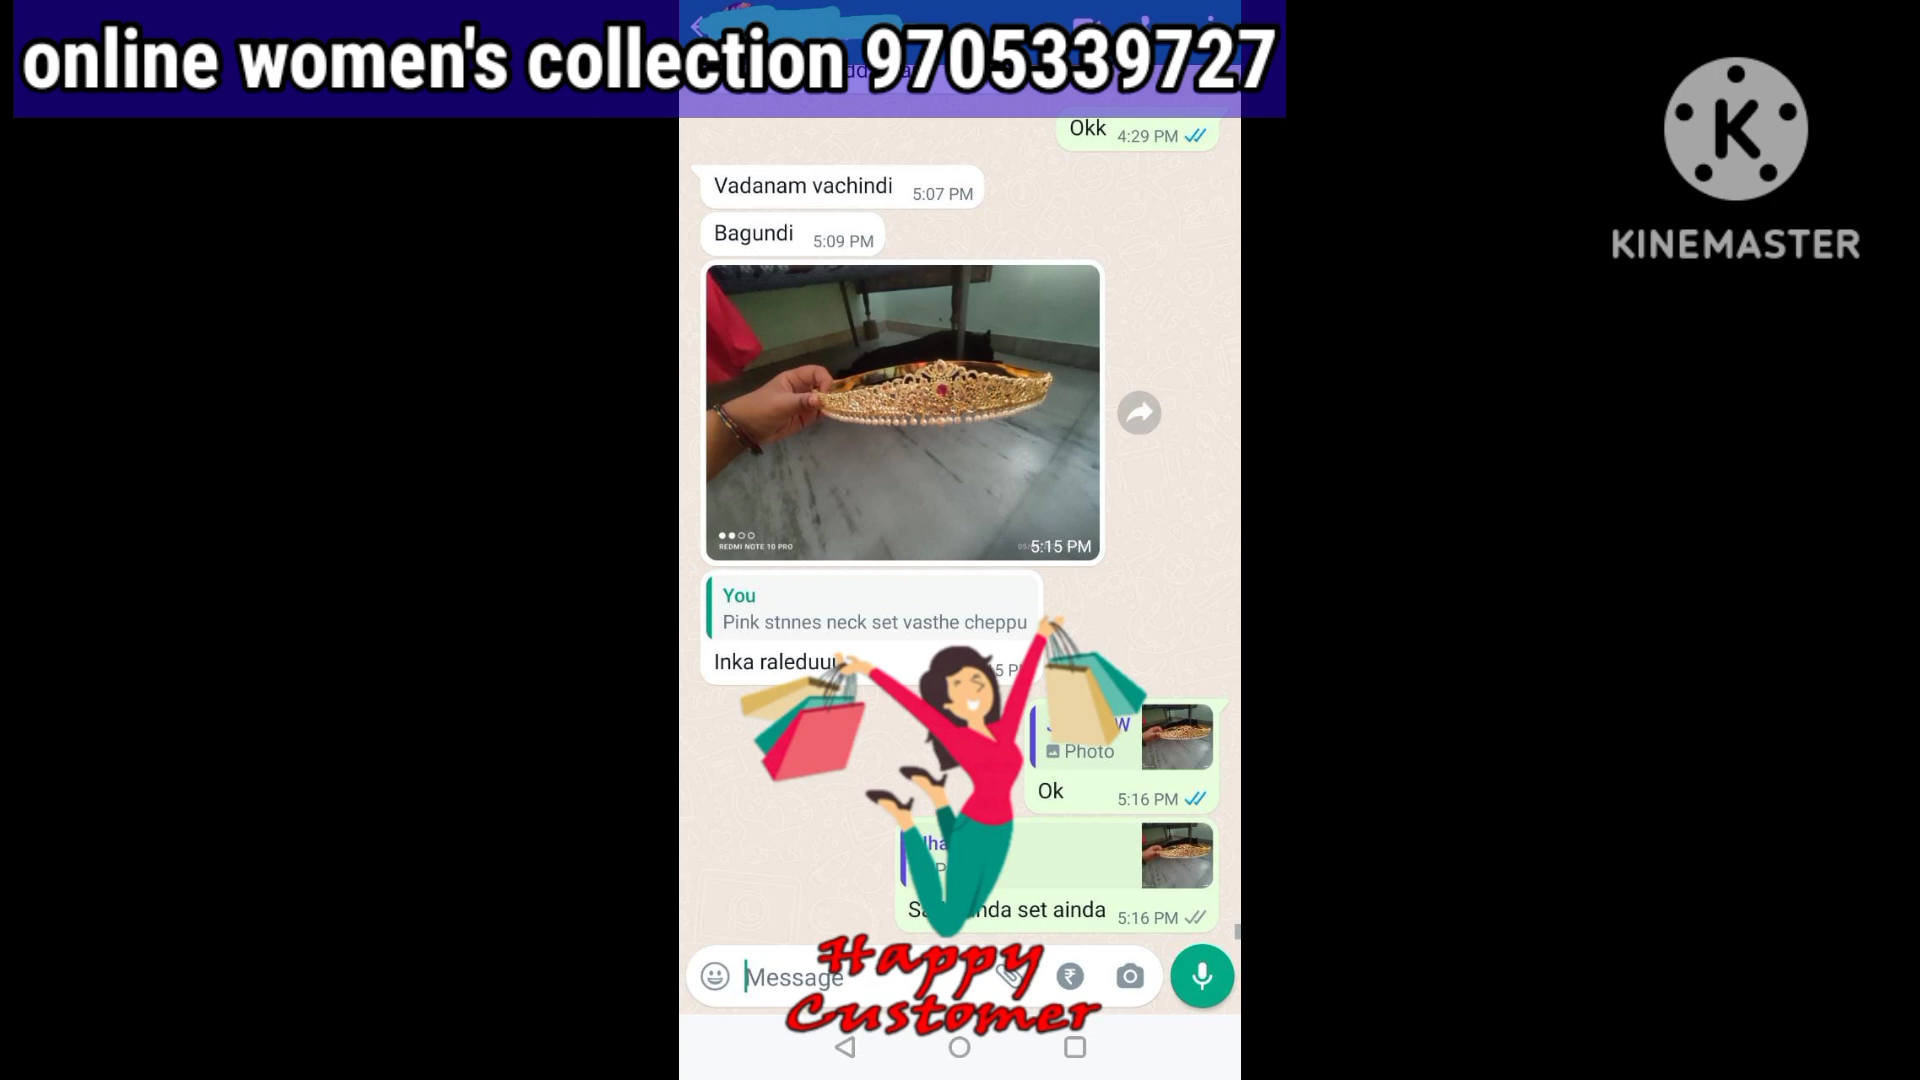 online women's collection 9705339727
K
KINEMASTER
Okk 4:29 PM
Vadanam vachindi 5:07 PM
Bagundi 5:09 PM
REDMI NOTE 10 PRO
5:15 PM
You
Pink stnnes neck set vasthe cheppu
Inka raleduuu
W
Photo
Ok 5:16 PM
set ainda 5:16 PM
Message
Happy
Customer